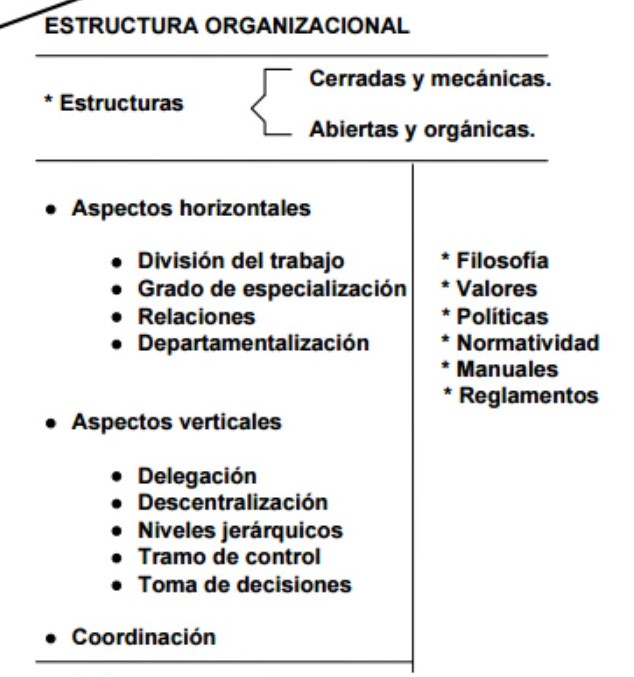 ESTRUCTURA ORGANIZACIONAL
* Estructuras
Cerradas y mecánicas.
Abiertas y orgánicas.
● Aspectos horizontales
● División del trabajo
● Grado de especialización
● Relaciones
● Departamentalización
● Aspectos verticales
● Delegación
● Descentralización
● Niveles jerárquicos
● Tramo de control
● Toma de decisiones
● Coordinación
* Filosofía
* Valores
* Políticas
* Normatividad
* Manuales
* Reglamentos